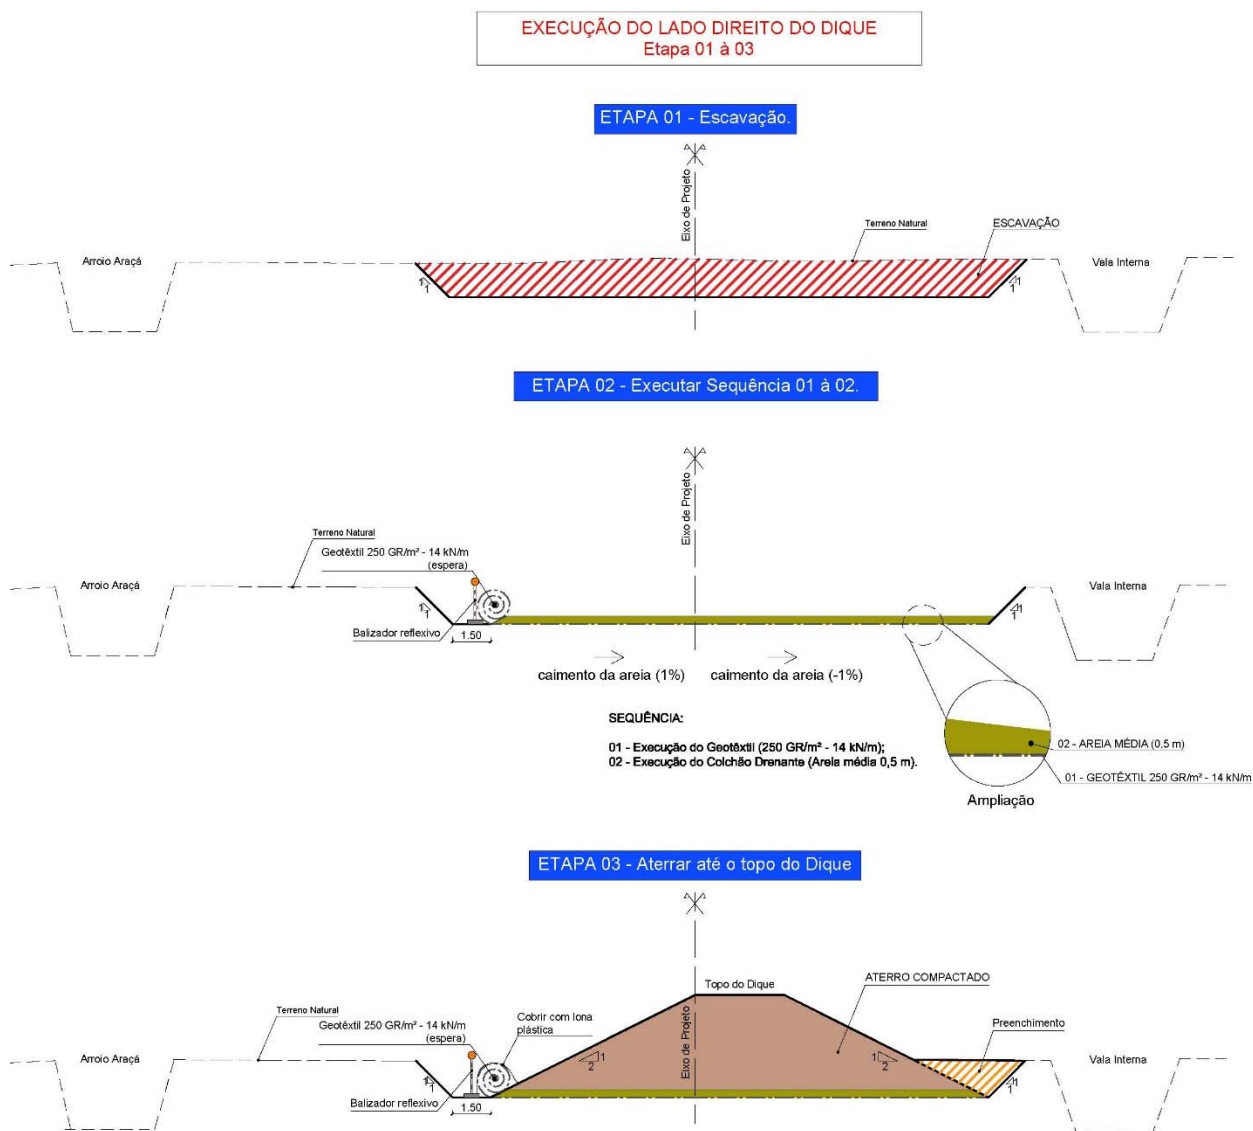 EXECUÇÃO DO LADO DIREITO DO DIQUE
Etapa 01 à 03
ETAPA 01 - Escavação.
Eixo de Projeto
Terreno Natural
ESCAVAÇÃO
Arroio Araçá
Vala Interna
1
1
1
1
ETAPA 02 - Executar Sequência 01 à 02.
Eixo de Projeto
Terreno Natural
Geotêxtil 250 GR/m² - 14 kN/m
(espera)
Arroio Araçá
Vala Interna
1
1
1
1
Balizador reflexivo
1.50
caimento da areia (1%)
caimento da areia (-1%)
SEQUÊNCIA:
01 - Execução do Geotêxtil (250 GR/m² - 14 kN/m);
02 - Execução do Colchão Drenante (Areia média 0,5 m).
02 - AREIA MÉDIA (0,5 m)
01 - GEOTÊXTIL 250 GR/m² - 14 kN/m
Ampliação
ETAPA 03 - Aterrar até o topo do Dique
Topo do Dique
ATERRO COMPACTADO
Terreno Natural
Geotêxtil 250 GR/m² - 14 kN/m
(espera)
Cobrir com lona
plástica
Eixo de Projeto
Preenchimento
Arroio Araçá
Vala Interna
1
2
1
2
1
1
1
1
Balizador reflexivo
1.50